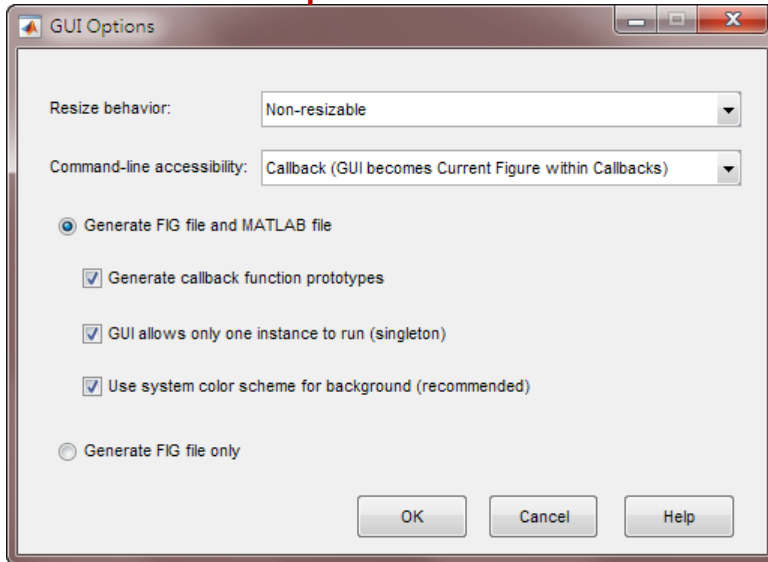 GUI Options
Resize behavior: Non-resizable
Command-line accessibility: Callback (GUI becomes Current Figure within Callbacks)
Generate FIG file and MATLAB file
Generate callback function prototypes
GUI allows only one instance to run (singleton)
Use system color scheme for background (recommended)
Generate FIG file only
OK Cancel Help